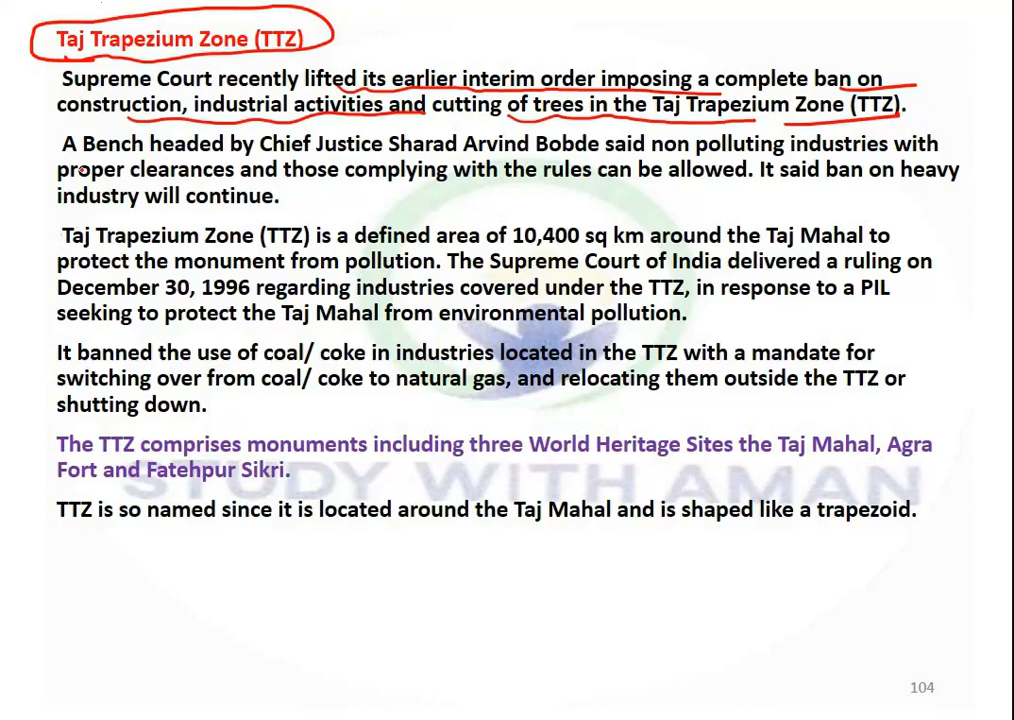 Taj Trapezium Zone (TTZ)
Supreme Court recently lifted its earlier interim order imposing a complete ban on
construction, industrial activities and cutting of trees in the Taj Trapezium Zone (TTZ).
A Bench headed by Chief Justice Sharad Arvind Bobde said non polluting industries with
proper clearances and those complying with the rules can be allowed. It said ban on heavy
industry will continue.
Taj Trapezium Zone (TTZ) is a defined area of 10,400 sq km around the Taj Mahal to
protect the monument from pollution. The Supreme Court of India delivered a ruling on
December 30, 1996 regarding industries covered under the TTZ, in response to a PIL
seeking to protect the Taj Mahal from environmental pollution.
It banned the use of coal/ coke in industries located in the TTZ with a mandate for
switching over from coal/ coke to natural gas, and relocating them outside the TTZ or
shutting down.
The TTZ comprises monuments including three World Heritage Sites the Taj Mahal, Agra
Fort and Fatehpur Sikri.
STUDY WITH AMAN
TTZ is so named since it is located around the Taj Mahal and is shaped like a trapezoid.
104